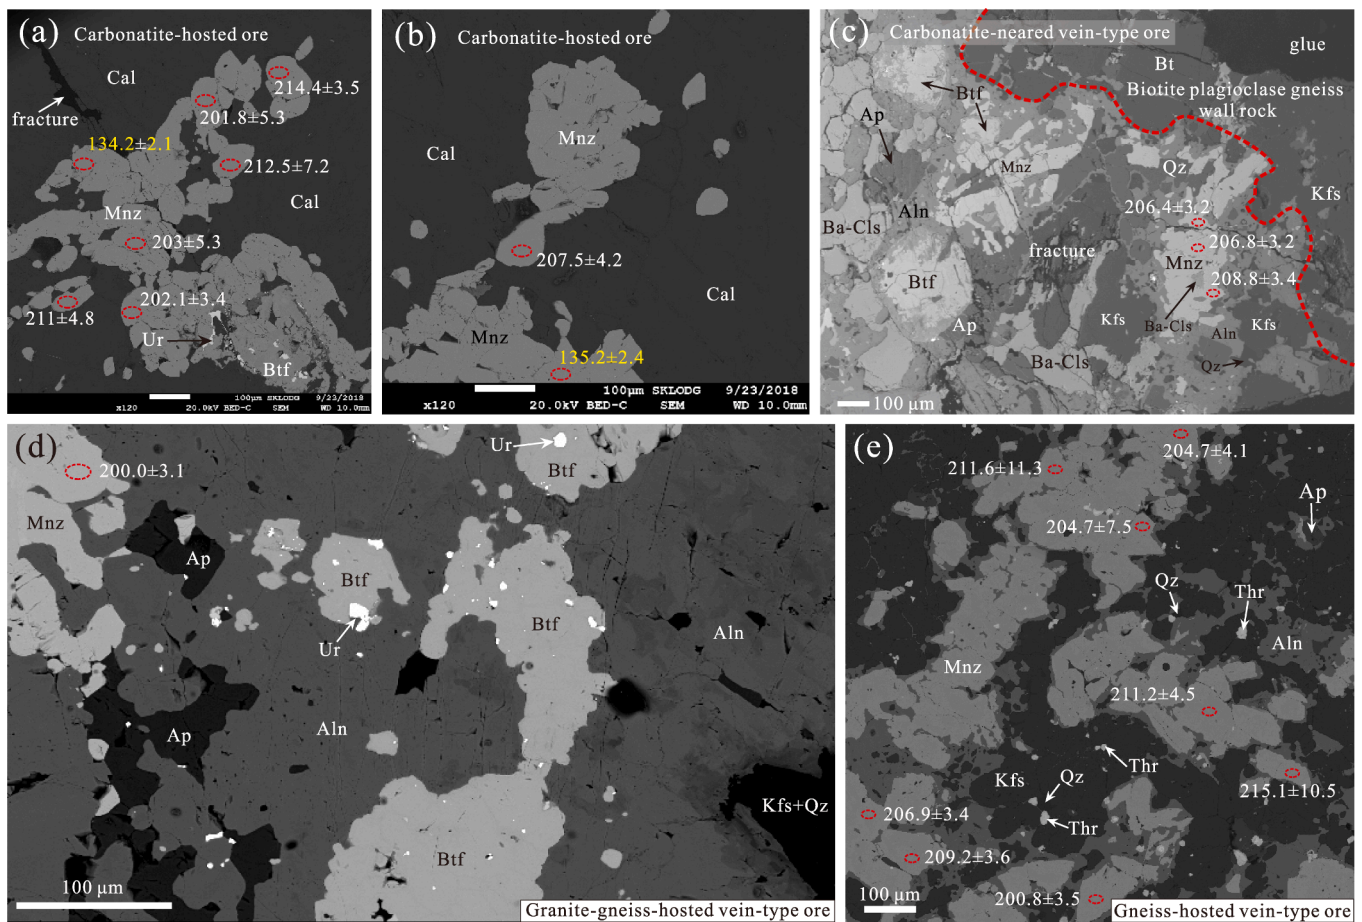 (a)
Carbonatite-hosted ore
Cal
fracture
214.4±3.5
201.8±5.3
134.2±2.1
212.5±7.2
Mnz
Cal
203±5.3
211±4.8
202.1±3.4
Ur
Btf
100µm SKLODG 9/23/2018
x120 20.0kV BED-C SEM WD 10.0mm
(b)
Carbonatite-hosted ore
Mnz
Cal
207.5±4.2
Cal
Mnz
135.2±2.4
100µm SKLODG 9/23/2018
x120 20.0kV BED-C SEM WD 10.0mm
(c)
Carbonatite-neared vein-type ore
glue
Bt
Biotite plagioclase gneiss
wall rock
Btf
Ap
Mnz
Qz
Kfs
Aln
206.4±3.2
Ba-Cls
fracture
206.8±3.2
Mnz
Btf
208.8±3.4
Ap
Kfs
Ba-Cls
Kfs
Aln
Ba-Cls
Qz
100 µm
(d)
Ur
Btf
200.0±3.1
Mnz
Ap
Btf
Btf
Ur
Aln
Ap
Aln
Kfs+Qz
Btf
100 µm
Granite-gneiss-hosted vein-type ore
(e)
204.7±4.1
211.6±11.3
Ap
204.7±7.5
Qz
Thr
Aln
Mnz
211.2±4.5
Thr
Kfs
Qz
215.1±10.5
206.9±3.4
Thr
209.2±3.6
200.8±3.5
100 µm
Gneiss-hosted vein-type ore